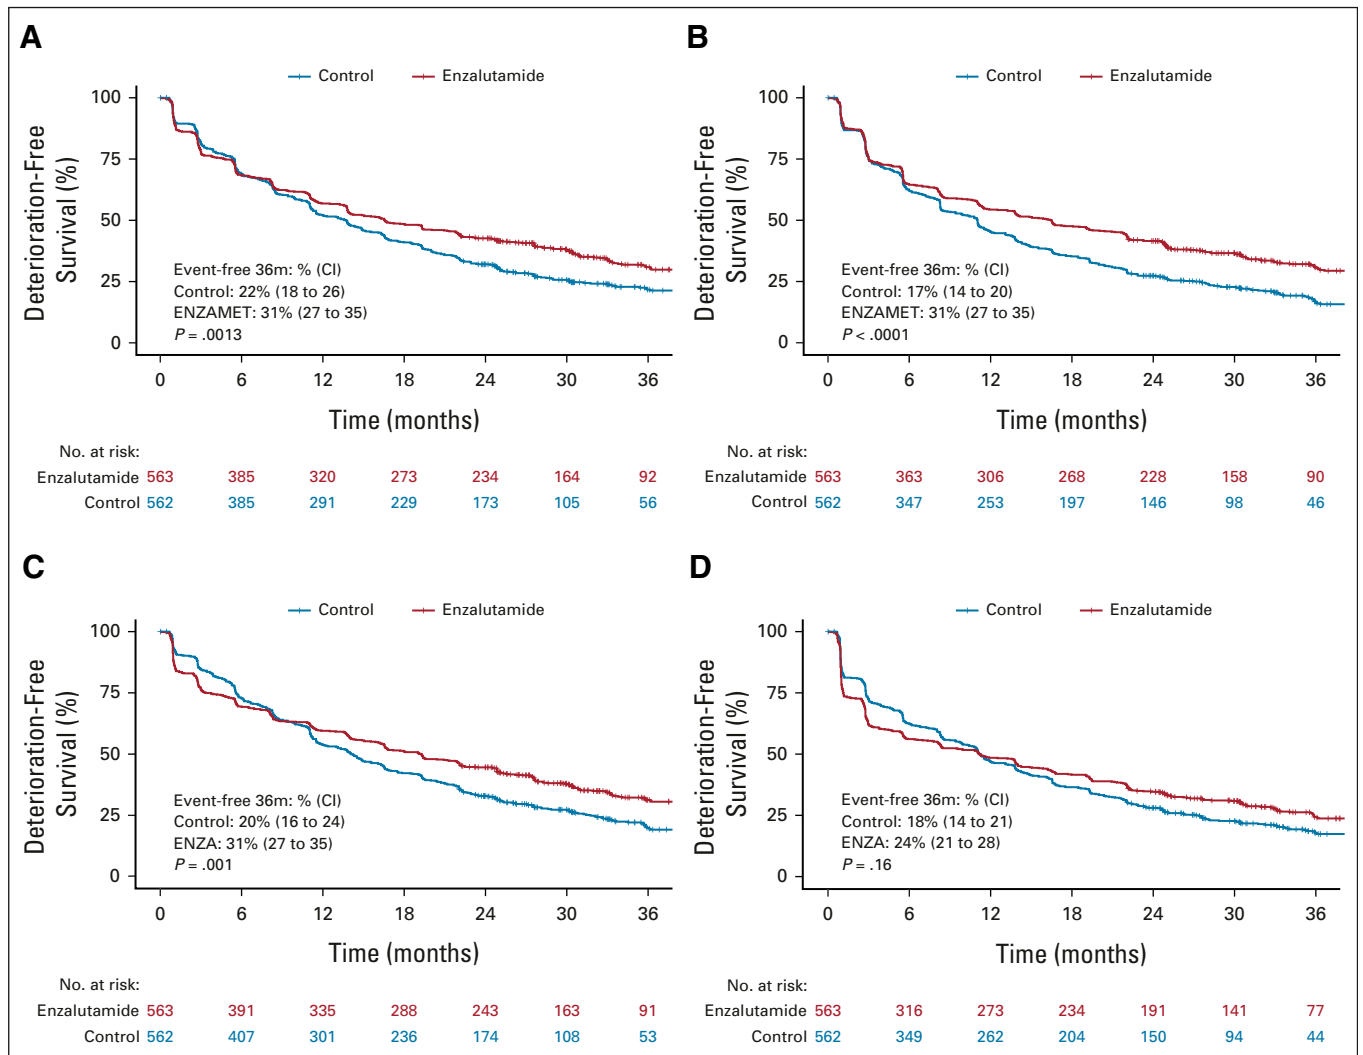 A
Control Enzalutamide
Deterioration-Free
Survival (%)
100
75
50
25
0
Event-free 36m: % (CI)
Control: 22% (18 to 26)
ENZAMET: 31% (27 to 35)
P = .0013
0 6 12 18 24 30 36
Time (months)
No. at risk:
Enzalutamide 563 385 320 273 234 164 92
Control 562 385 291 229 173 105 56
B
Control Enzalutamide
Deterioration-Free
Survival (%)
100
75
50
25
0
Event-free 36m: % (CI)
Control: 17% (14 to 20)
ENZAMET: 31% (27 to 35)
P < .0001
0 6 12 18 24 30 36
Time (months)
No. at risk:
Enzalutamide 563 363 306 268 228 158 90
Control 562 347 253 197 146 98 46
C
Control Enzalutamide
Deterioration-Free
Survival (%)
100
75
50
25
0
Event-free 36m: % (CI)
Control: 20% (16 to 24)
ENZA: 31% (27 to 35)
P = .001
0 6 12 18 24 30 36
Time (months)
No. at risk:
Enzalutamide 563 391 335 288 243 163 91
Control 562 407 301 236 174 108 53
D
Control Enzalutamide
Deterioration-Free
Survival (%)
100
75
50
25
0
Event-free 36m: % (CI)
Control: 18% (14 to 21)
ENZA: 24% (21 to 28)
P = .16
0 6 12 18 24 30 36
Time (months)
No. at risk:
Enzalutamide 563 316 273 234 191 141 77
Control 562 349 262 204 150 94 44